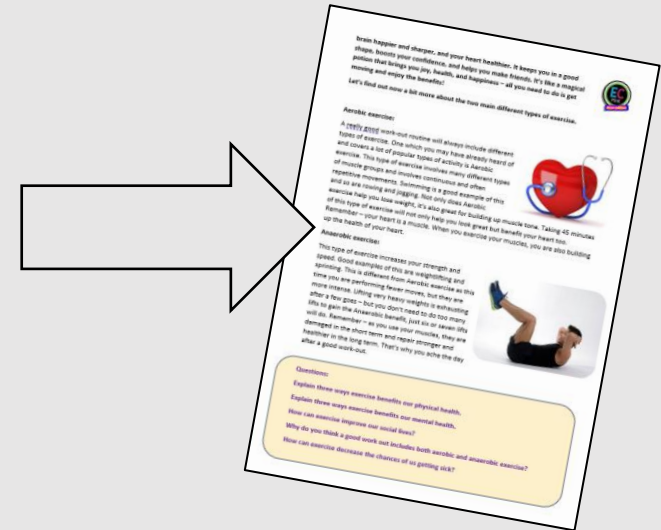 brain happier and sharper, and your heart healthier. It keeps you in a good
shape, boosts your confidence, and helps you make friends. It's like a magical
potion that brings you joy, health, and happiness – all you need to do is get
moving and enjoy the benefits!
Let's find out now a bit more about the two main different types of exercise.
EC
Aerobic exercise:
A really good work-out routine will always include different
types of exercise. One which you may have already heard of
and covers a lot of popular types of activity is Aerobic
exercise. This type of exercise involves many different types
of muscle groups and involves continuous and often
repetitive movements. Swimming is a good example of this
and so are rowing and jogging. Not only does Aerobic
exercise help you lose weight, it's also great for building up muscle tone. Taking 45 minutes
of this type of exercise will not only help you look great but benefit your heart too.
Remember – your heart is a muscle. When you exercise your muscles, you are also building
up the health of your heart.
Anaerobic exercise:
This type of exercise increases your strength and
speed. Good examples of this are weightlifting and
sprinting. This is different from Aerobic exercise as this
time you are performing fewer moves, but they are
more intense. Lifting very heavy weights is exhausting
after a few goes – but you don't need to do too many
lifts to gain the Anaerobic benefit, just six or seven lifts
will do. Remember – as you use your muscles, they are
damaged in the short term and repair stronger and
healthier in the long term. That's why you ache the day
after a good work-out.
Questions:
Explain three ways exercise benefits our physical health.
Explain three ways exercise benefits our mental health.
How can exercise improve our social lives?
Why do you think a good work out includes both aerobic and anaerobic exercise?
How can exercise decrease the chances of us getting sick?